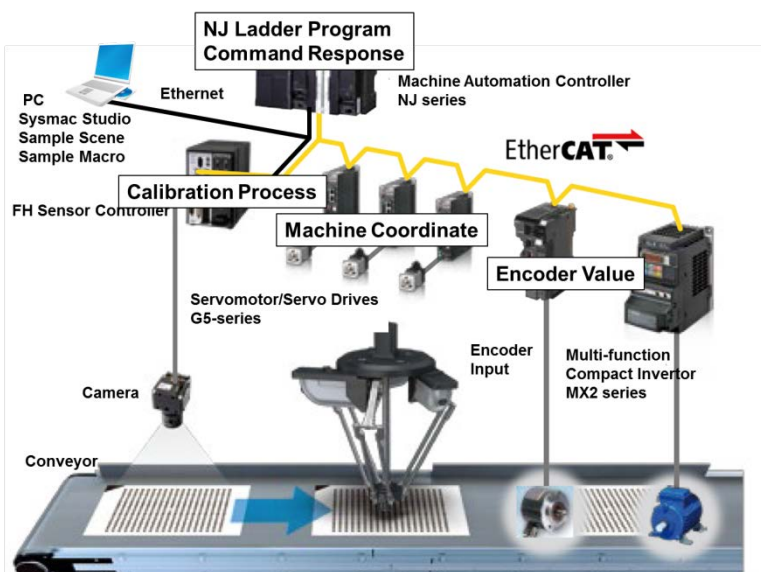 NJ Ladder Program
Command Response
Ethernet
Machine Automation Controller
NJ series
PC
Sysmac Studio
Sample Scene
Sample Macro
EtherCAT®
Calibration Process
FH Sensor Controller
Machine Coordinate
Encoder Value
Servomotor/Servo Drives
G5-series
Encoder
Input
Multi-function
Compact Invertor
MX2 series
Camera
Conveyor